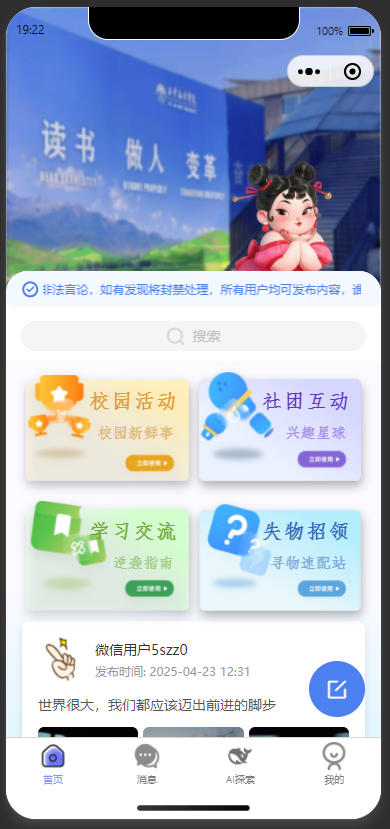 19:22
100%
读书 做人 变革
READ EARNESTLY
非法言论，如有发现将封禁处理，所有用户均可发布内容，请
搜索
校园活动
校园新鲜事
立即使用
社团互动
兴趣星球
立即使用
学习交流
逆袭指南
立即使用
失物招领
寻物速配站
立即使用
微信用户5szz0
发布时间: 2025-04-23 12:31
世界很大，我们都应该迈出前进的脚步
首页
消息
AI探索
我的